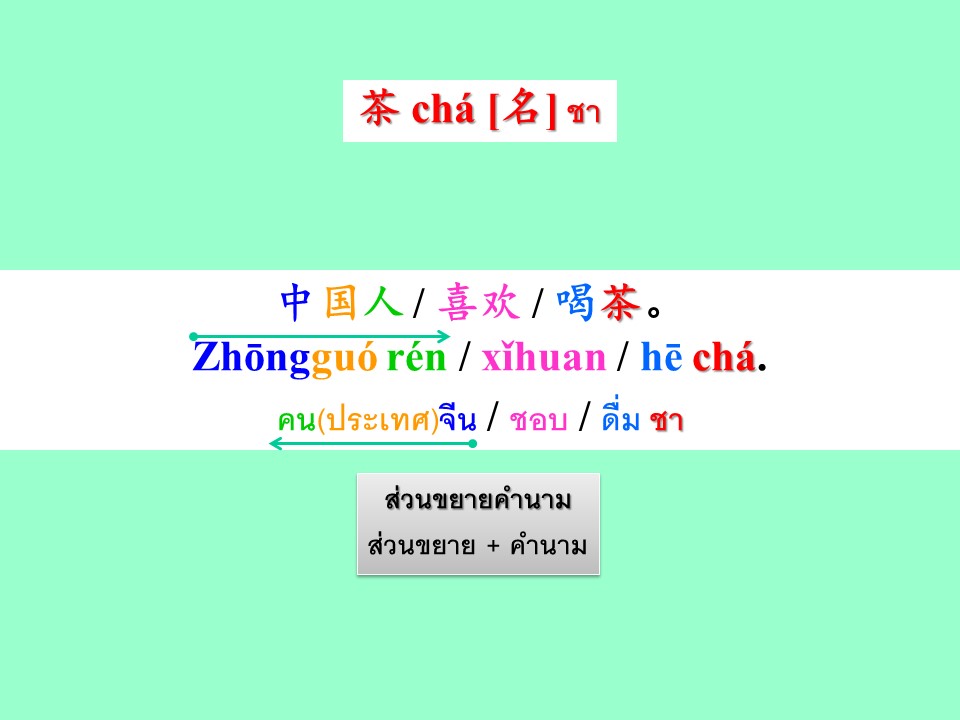 茶 chá [名] ชา
中国人 / 喜欢 / 喝茶。
Zhōngguó rén / xǐhuan / hē chá.
คน(ประเทศ)จีน / ชอบ / ดื่ม ชา
ส่วนขยายคำนาม
ส่วนขยาย + คำนาม